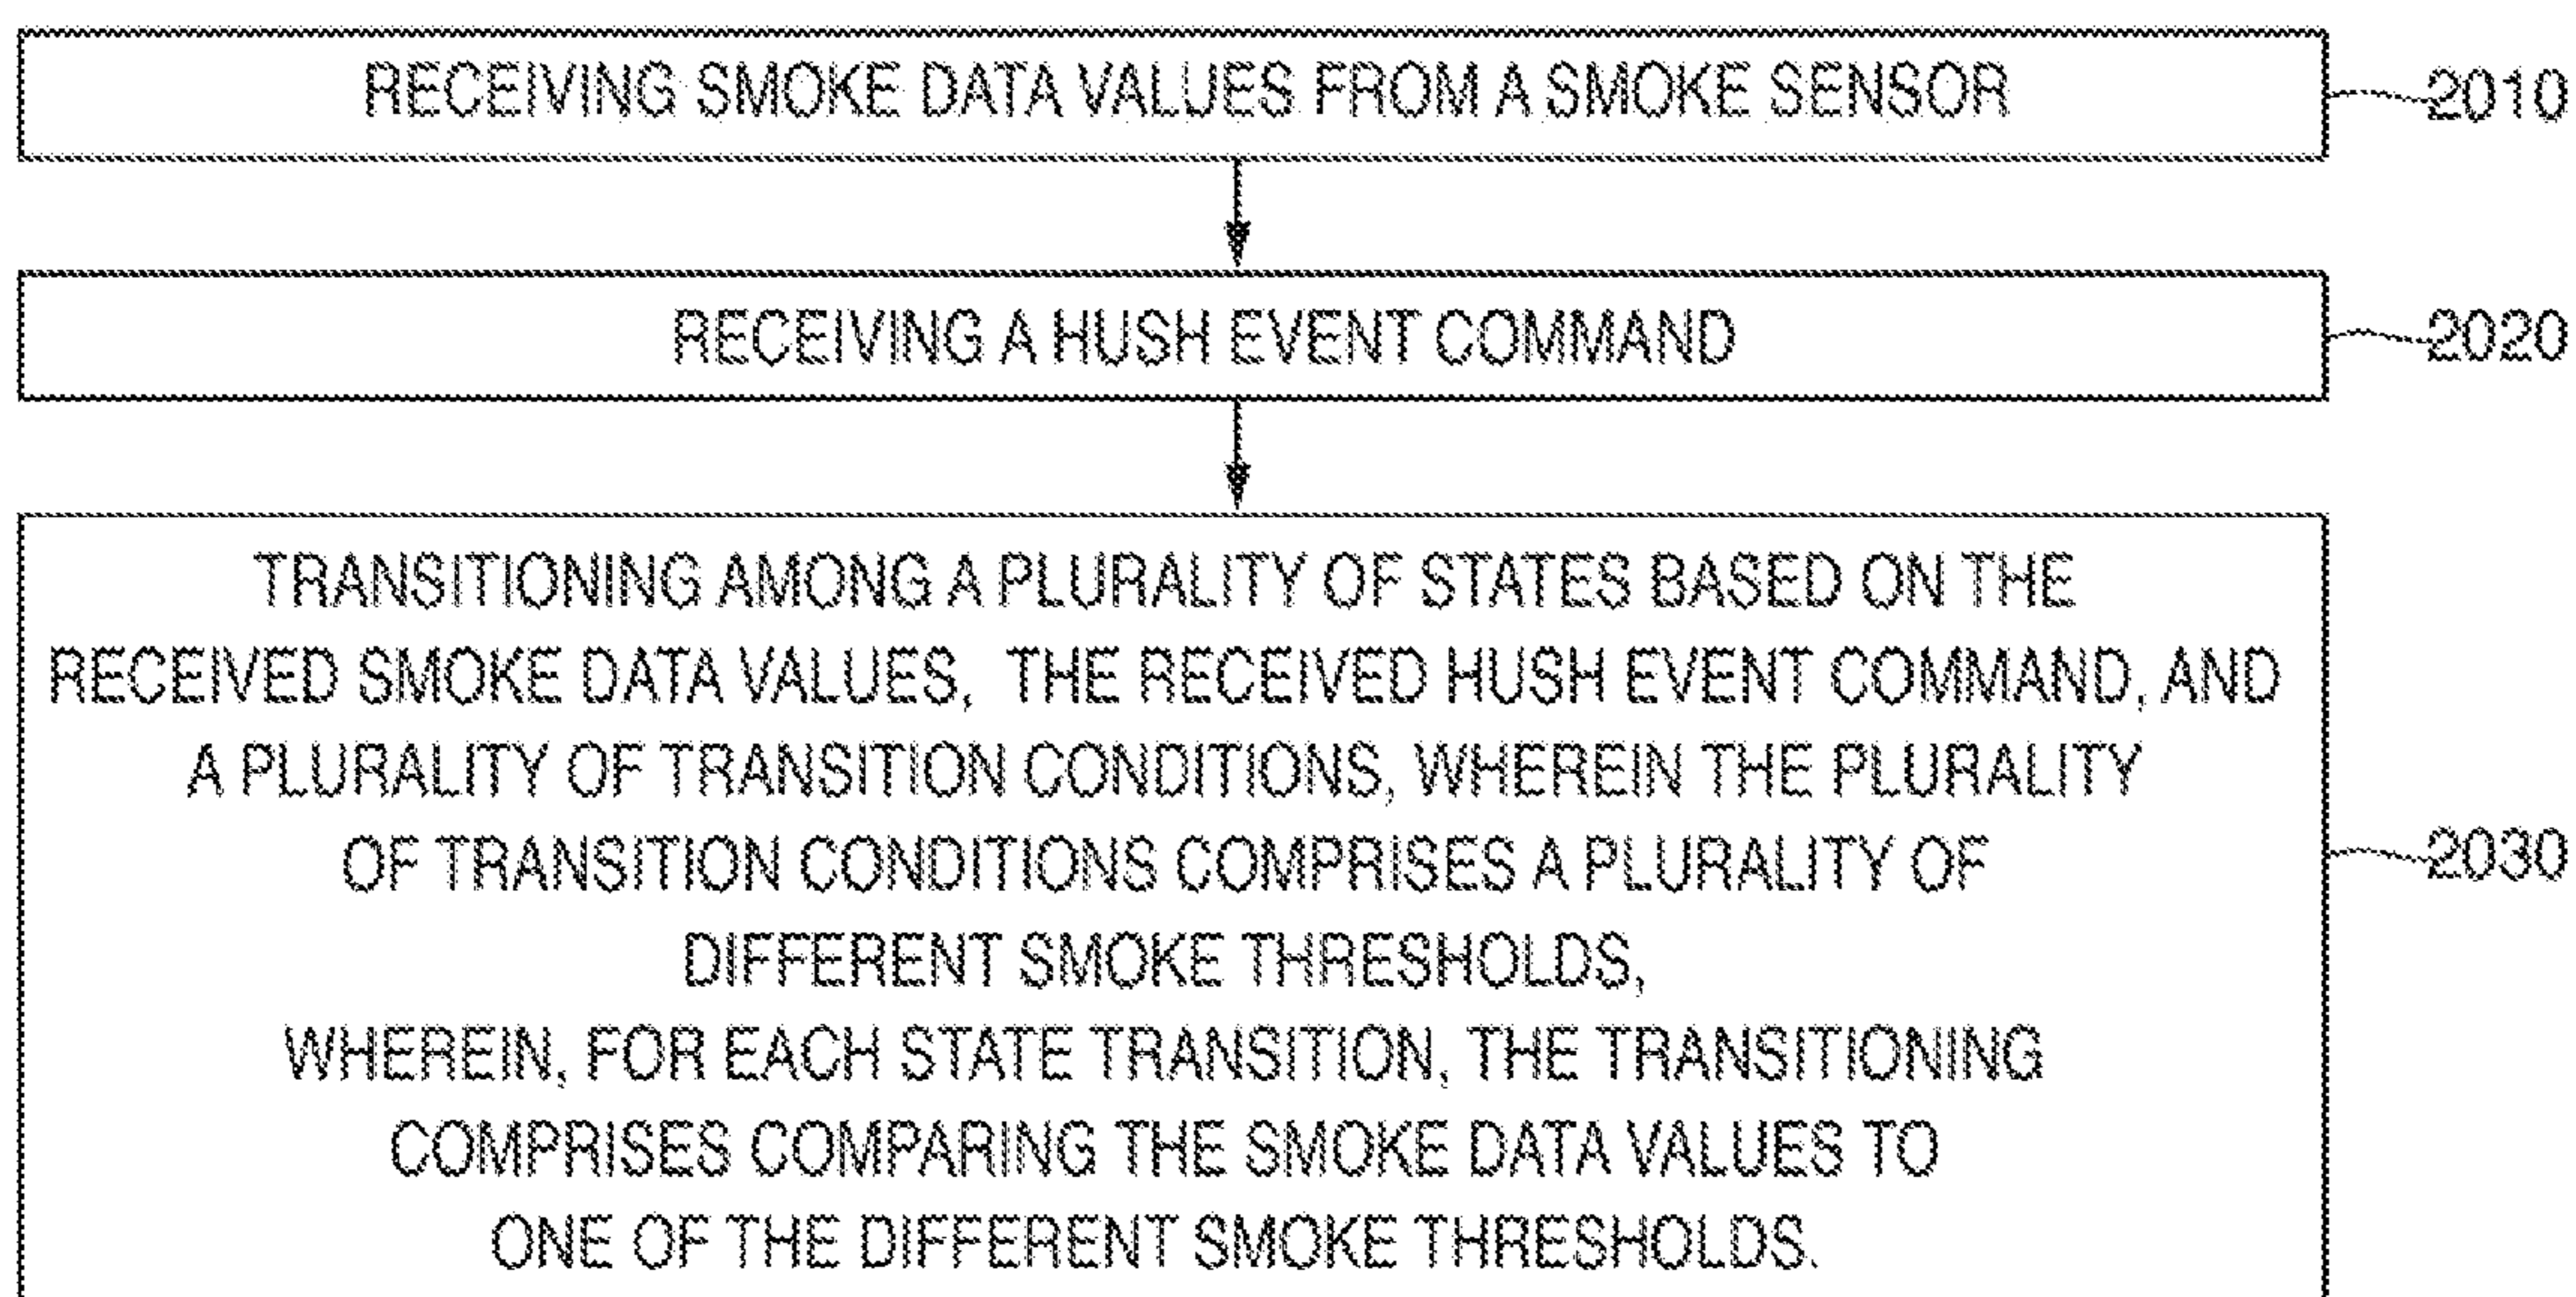 RECEIVING SMOKE DATA VALUES FROM A SMOKE SENSOR
2010
RECEIVING A HUSH EVENT COMMAND
2020
TRANSITIONING AMONG A PLURALITY OF STATES BASED ON THE
RECEIVED SMOKE DATA VALUES, THE RECEIVED HUSH EVENT COMMAND, AND
A PLURALITY OF TRANSITION CONDITIONS, WHEREIN THE PLURALITY
OF TRANSITION CONDITIONS COMPRISES A PLURALITY OF
DIFFERENT SMOKE THRESHOLDS,
WHEREIN, FOR EACH STATE TRANSITION, THE TRANSITIONING
COMPRISES COMPARING THE SMOKE DATA VALUES TO
ONE OF THE DIFFERENT SMOKE THRESHOLDS.
2030